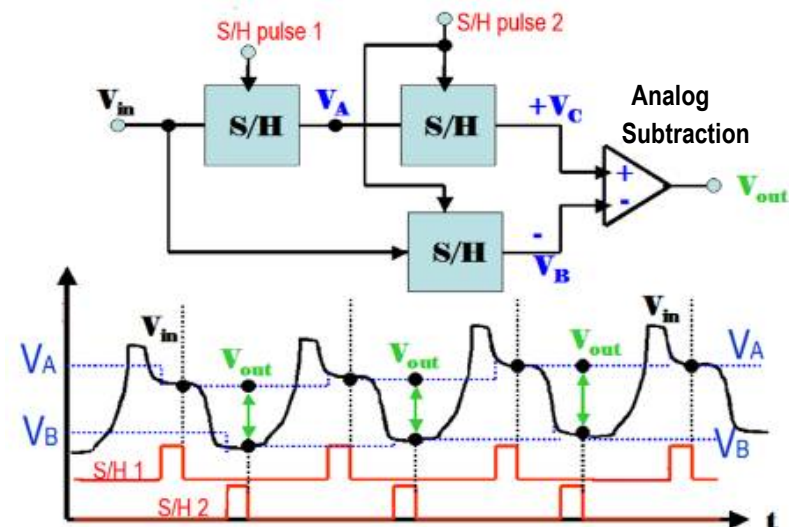 S/H pulse 1
S/H pulse 2
Vin
S/H
VA
S/H
+VC
Analog
Subtraction
+
-
Vout
S/H
-
VB
Vin
Vin
VA
Vout
Vout
Vout
VA
VB
VB
S/H 1
S/H 2
t